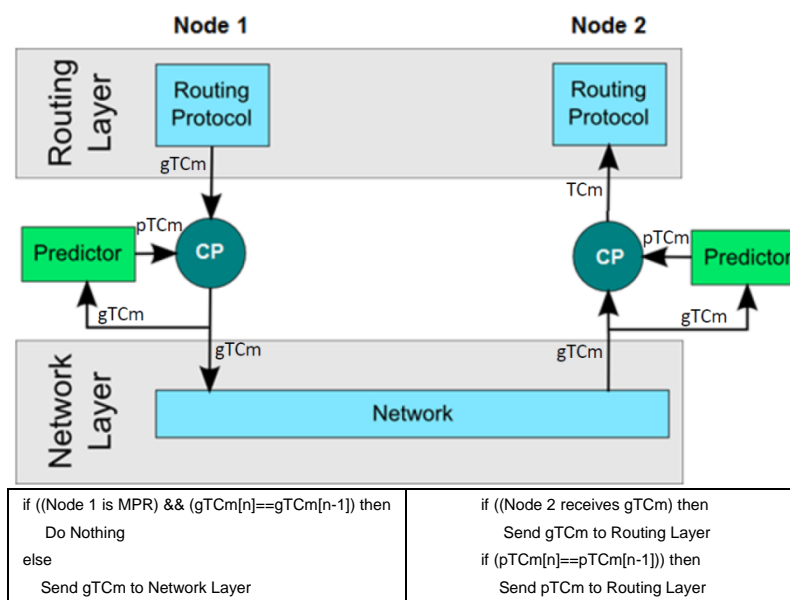 Node 1
Node 2
Routing
Layer
Routing
Protocol
Routing
Protocol
gTCm
TCm
pTCm
pTCm
Predictor
CP
CP
Predictor
gTCm
gTCm
gTCm
gTCm
Network
Layer
Network
if ((Node 1 is MPR) && (gTCm[n]==gTCm[n-1]) then
Do Nothing
else
Send gTCm to Network Layer
if ((Node 2 receives gTCm) then
Send gTCm to Routing Layer
if (pTCm[n]==pTCm[n-1])) then
Send pTCm to Routing Layer